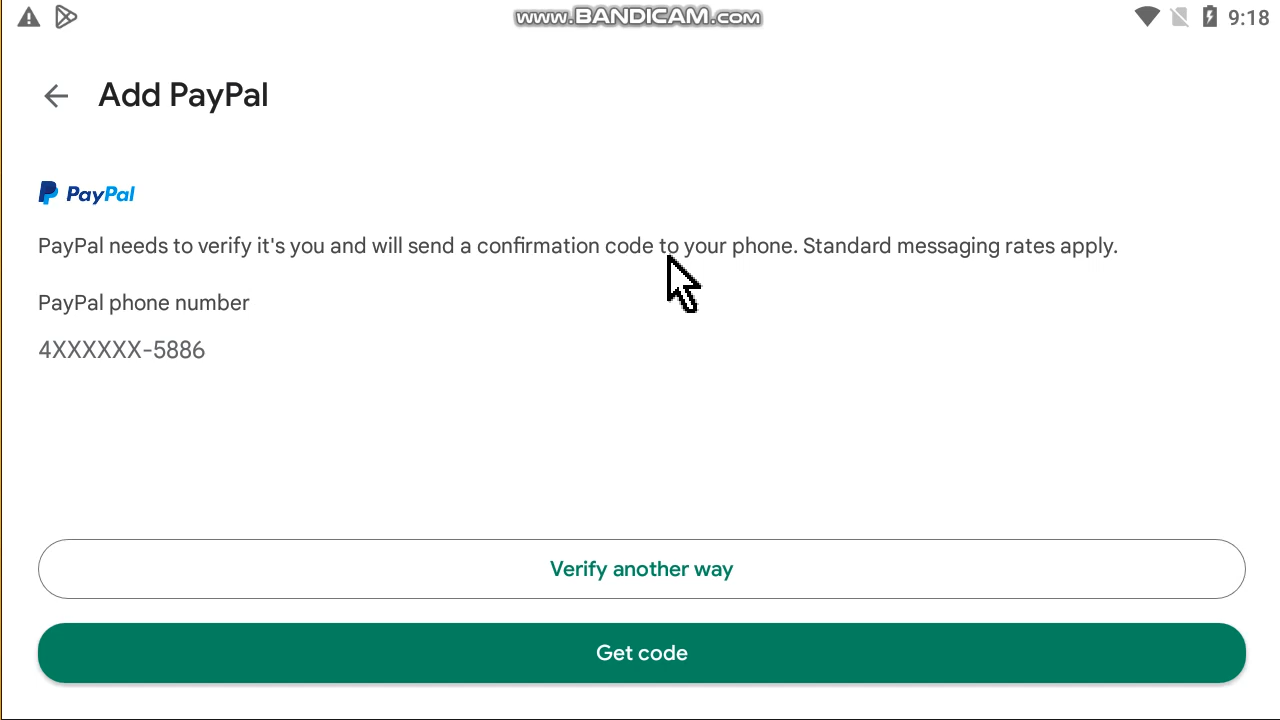 www.BANDICAM.com
9:18
Add PayPal
PayPal
PayPal needs to verify it's you and will send a confirmation code to your phone. Standard messaging rates apply.
PayPal phone number
4XXXXXX-5886
Verify another way
Get code